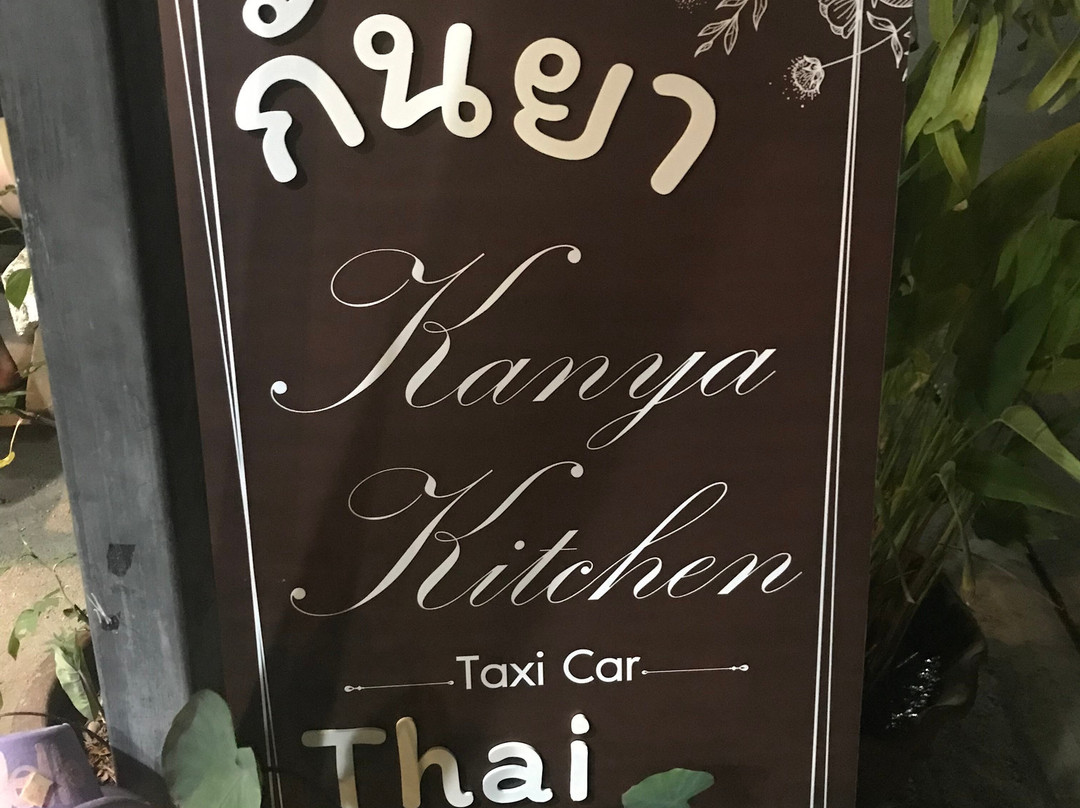 กันยา
Kanya
Kitchen
Taxi Car
Thai